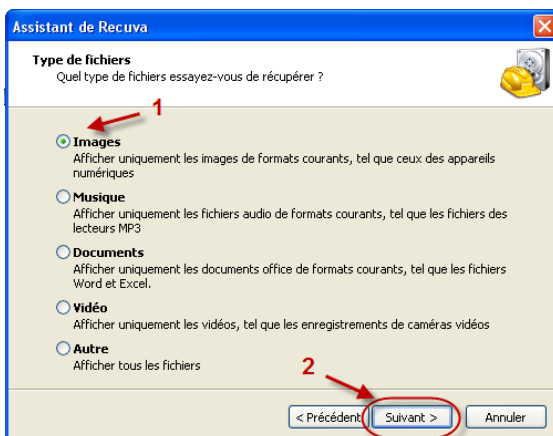 Assistant de Recuva
Type de fichiers
Quel type de fichiers essayez-vous de récupérer ?
1
Images
Afficher uniquement les images de formats courants, tel que ceux des appareils
numériques
Musique
Afficher uniquement les fichiers audio de formats courants, tel que les fichiers des
lecteurs MP3
Documents
Afficher uniquement les documents office de formats courants, tel que les fichiers
Word et Excel.
Vidéo
Afficher uniquement les vidéos, tel que les enregistrements de caméras vidéos
Autre
Afficher tous les fichiers
2
< Précédent Suivant > Annuler